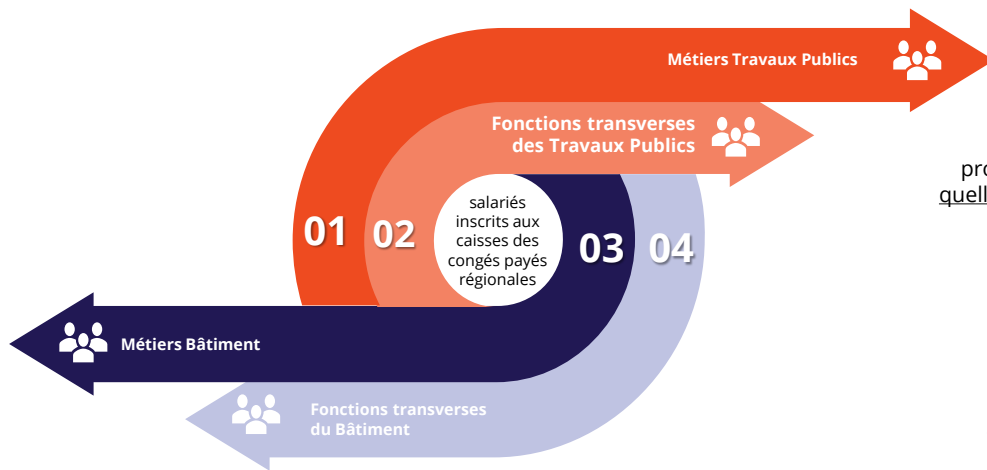 Métiers Travaux Publics
Fonctions transverses
des Travaux Publics
01
02
salariés
inscrits aux
caisses des
congés payés
régionales
03
04
Métiers Bâtiment
Fonctions transverses
du Bâtiment